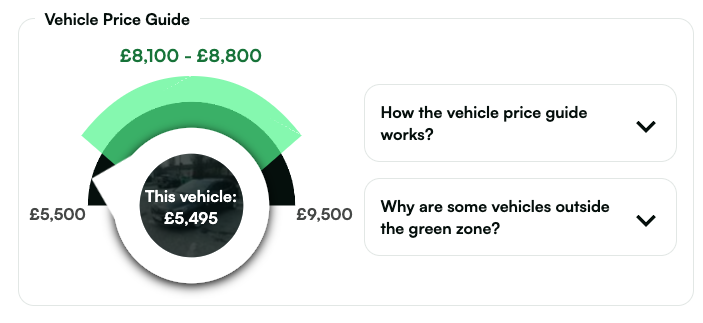 Vehicle Price Guide
£8,100 - £8,800
This vehicle:
£5,495
£5,500
£9,500
How the vehicle price guide
works?
Why are some vehicles outside
the green zone?